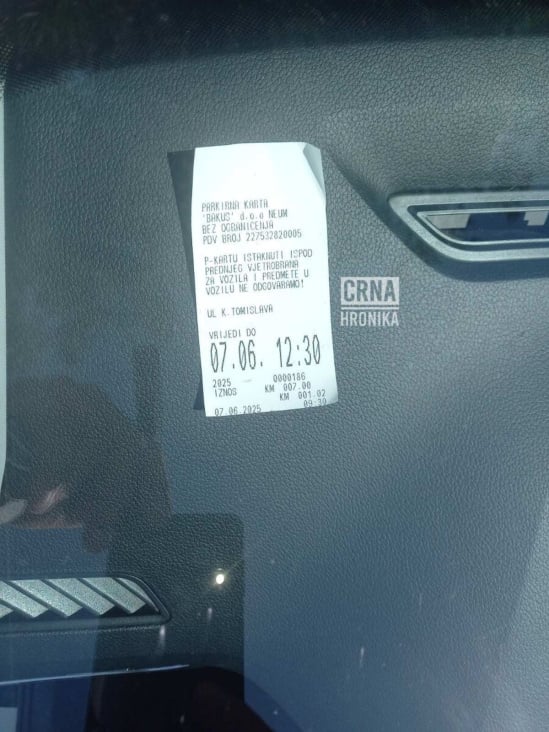 PARKIRNA KARTA
'BAKUS' d.o.o NEUM
BEZ OGRANICENJA
PDV BROJ 227532820005
P-KARTU ISTAKNUTI ISPOD
PREDNJEG VJETROBRANA
ZA VOZILA I PREDMETE U
VOZILU NE ODGOVARAMO!
UL K.TOMISLAVA
VRIJEDI DO
07.06. 12:30
2025 0000186
IZNOS KM 007.00
KM 001.02
07.06.2025 09:30
CRNA
HRONIKA